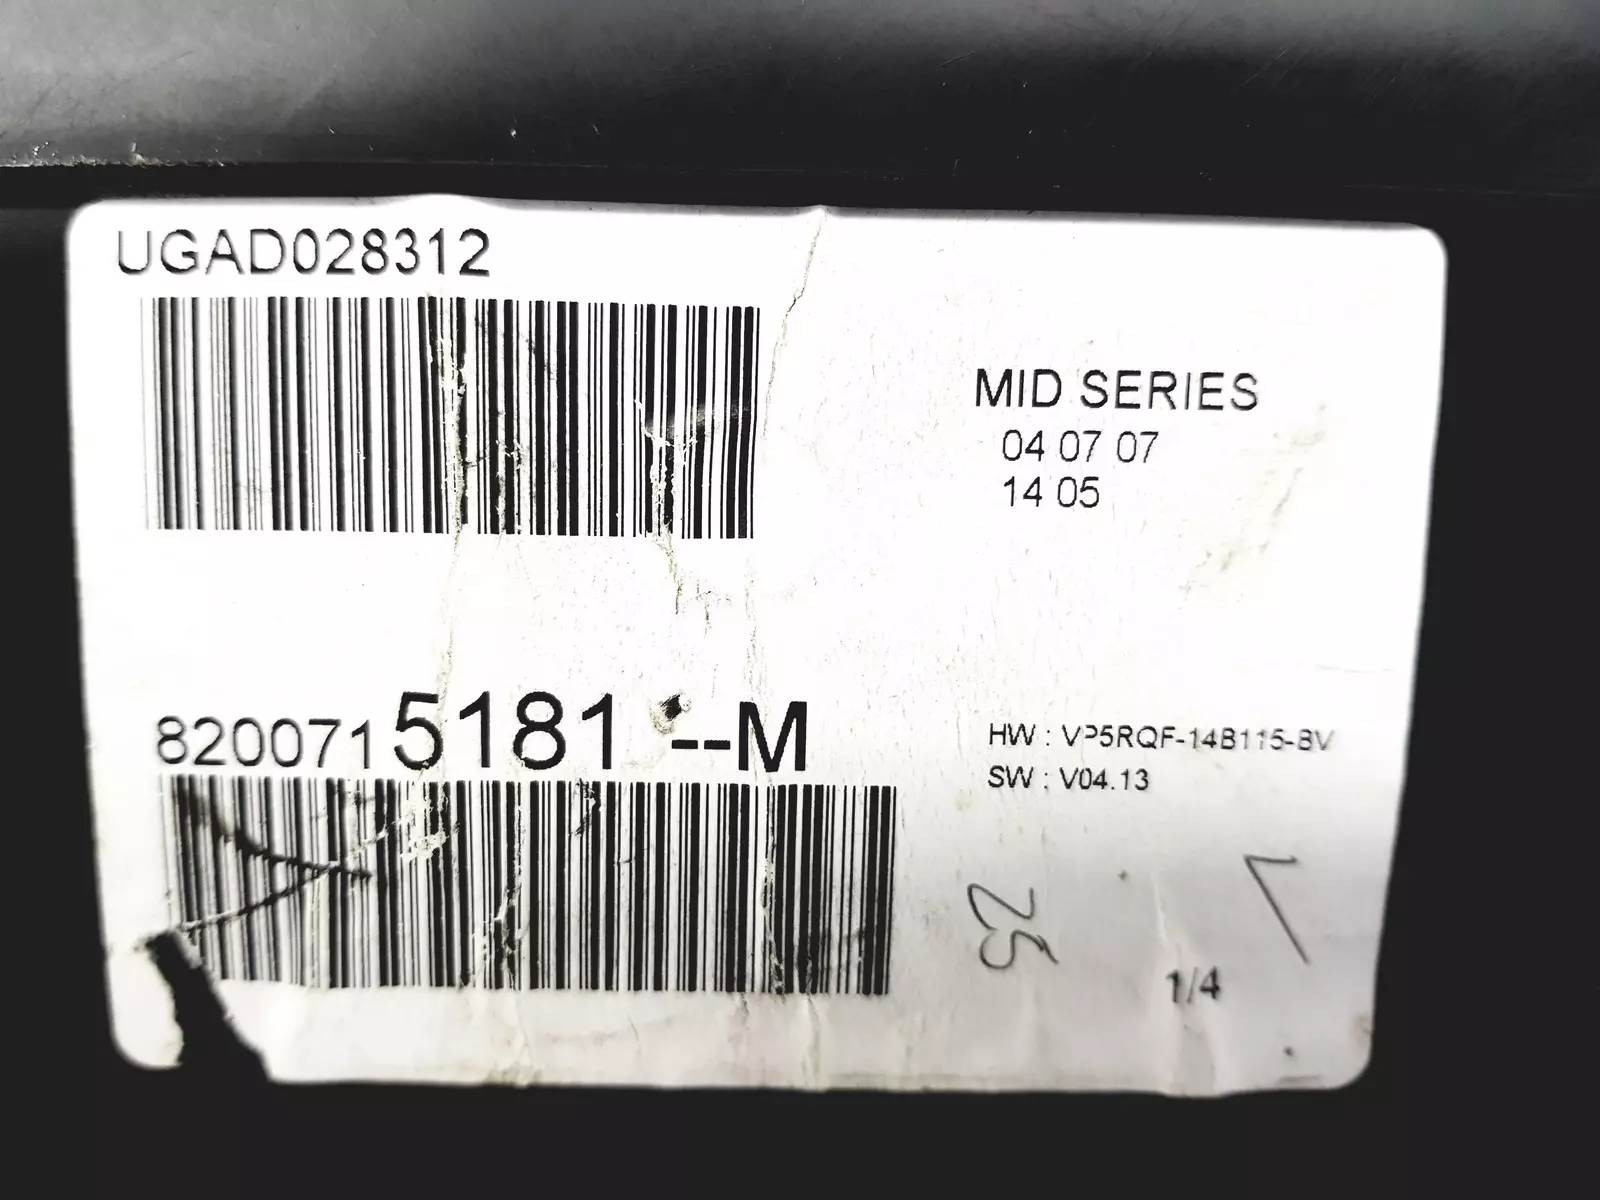 UGAD028312
MID SERIES
04 07 07
14 05
8200715181 --M
HW : VP5RQF-14B115-BV
SW : V04.13
25
1/4